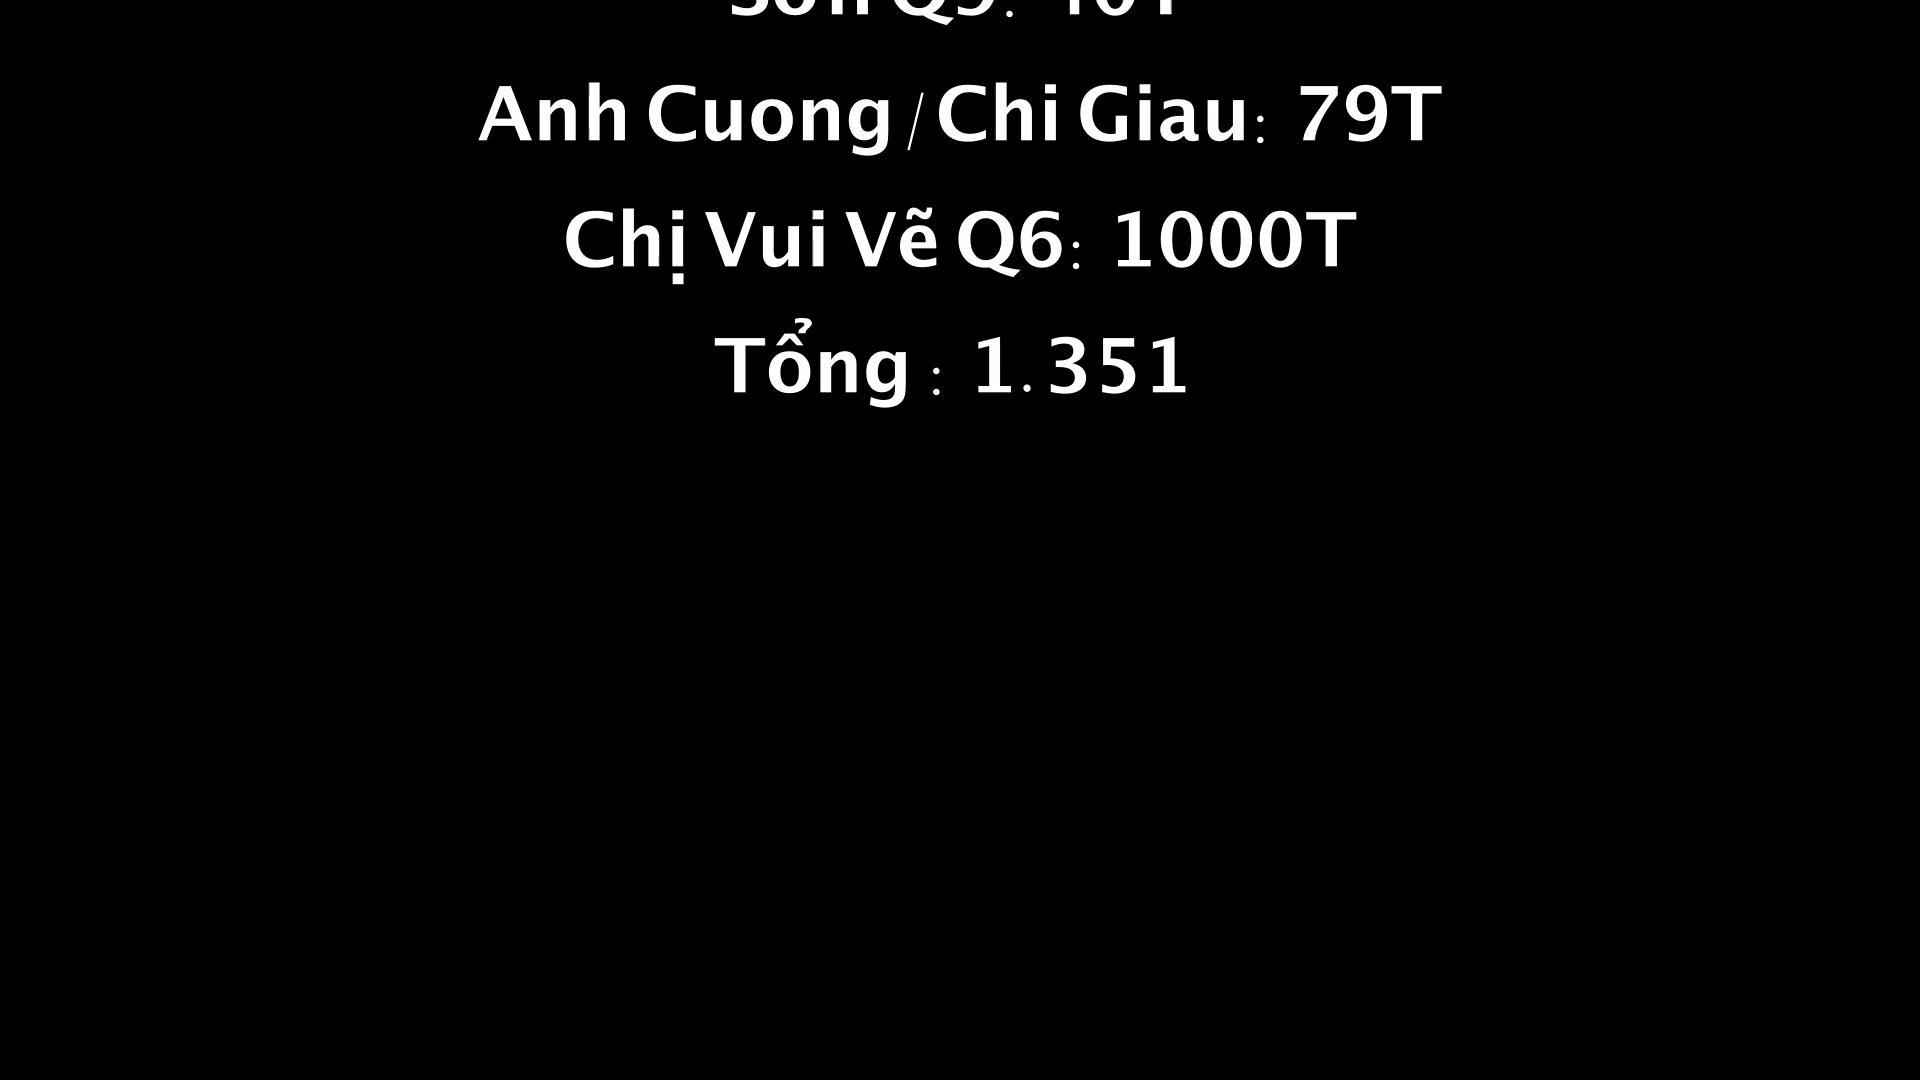 Anh Cuong / Chi Giau: 79T
Chị Vui Vẽ Q6: 1000T
Tổng : 1.351